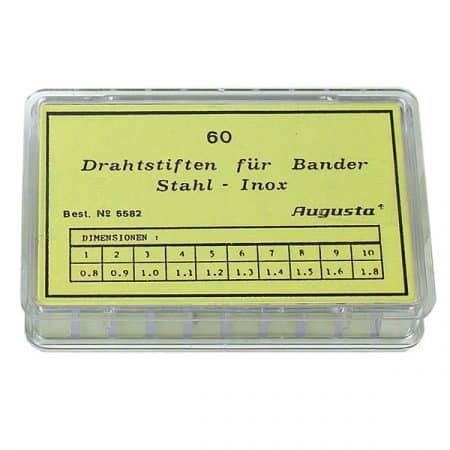 60
Drahtstiften für Bander
Stahl - Inox
Best. Nº 5582 Augusta
DIMENSIONEN :
1 2 3 4 5 6 7 8 9 10
0.8 0.9 1.0 1.1 1.2 1.3 1.4 1.5 1.6 1.8